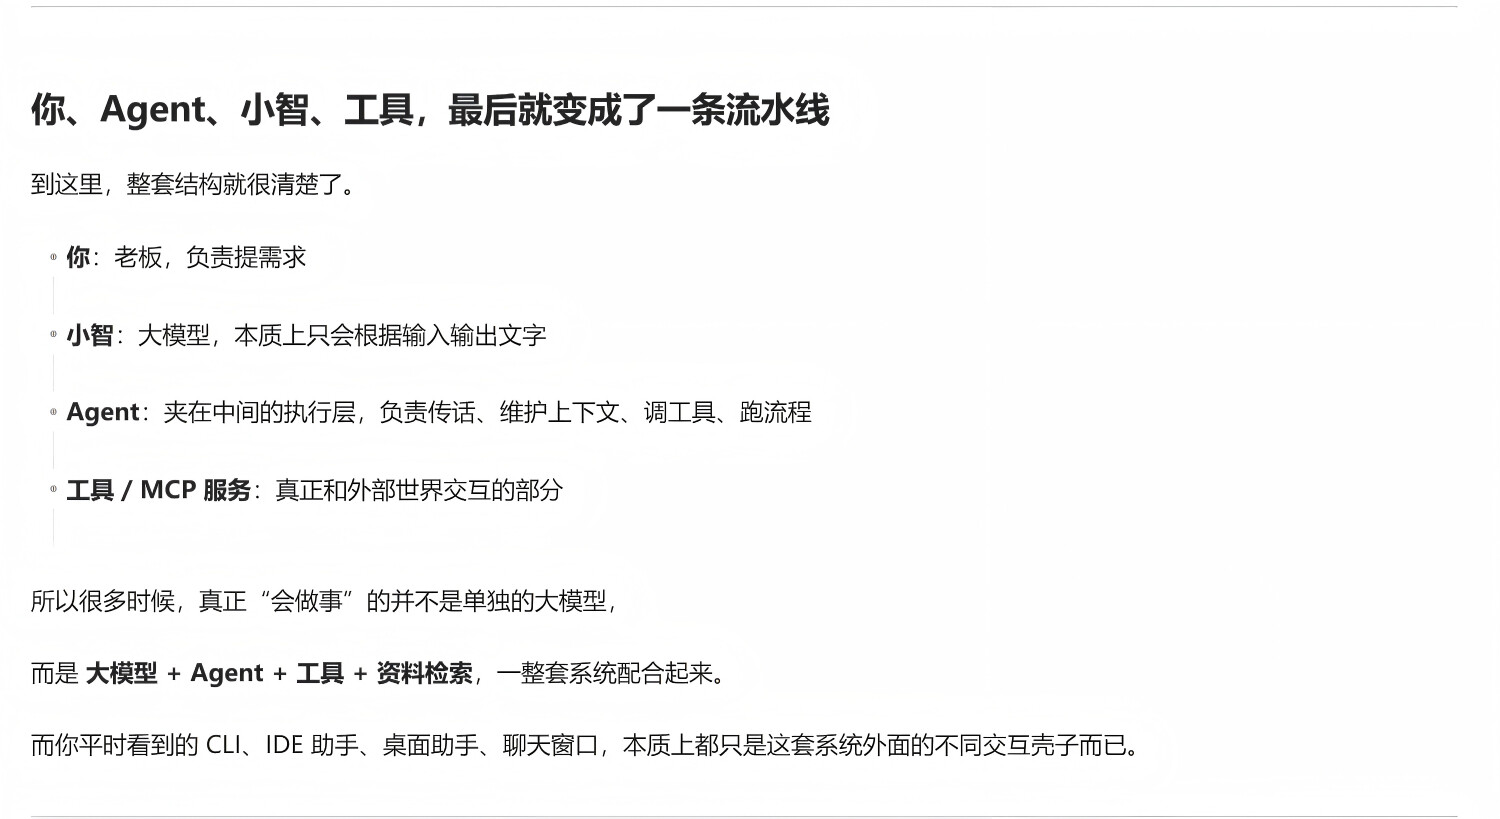 你、Agent、小智、工具，最后就变成了一条流水线
到这里，整套结构就很清楚了。
你：老板，负责提需求
小智：大模型，本质上只会根据输入输出文字
Agent：夹在中间的执行层，负责传话、维护上下文、调工具、跑流程
工具 / MCP 服务：真正和外部世界交互的部分
所以很多时候，真正“会做事”的并不是单独的大模型，
而是 大模型 + Agent + 工具 + 资料检索，一整套系统配合起来。
而你平时看到的 CLI、IDE 助手、桌面助手、聊天窗口，本质上都只是这套系统外面的不同交互壳子而已。